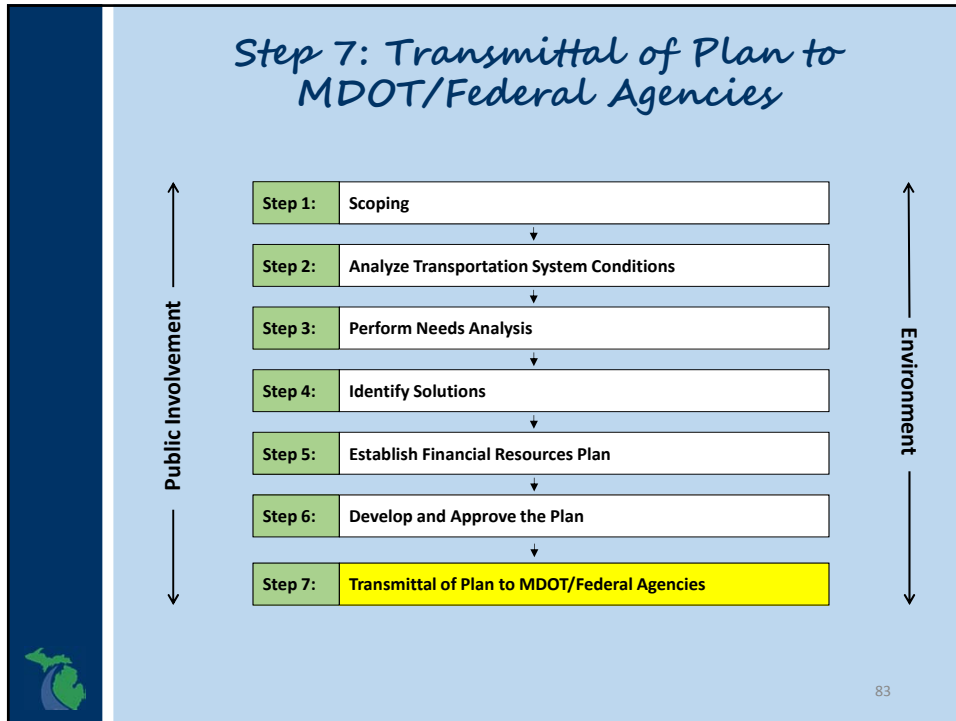 Step 7: Transmittal of Plan to
MDOT/Federal Agencies
Public Involvement
Step 1: Scoping
Step 2: Analyze Transportation System Conditions
Step 3: Perform Needs Analysis
Step 4: Identify Solutions
Step 5: Establish Financial Resources Plan
Step 6: Develop and Approve the Plan
Step 7: Transmittal of Plan to MDOT/Federal Agencies
Environment
83